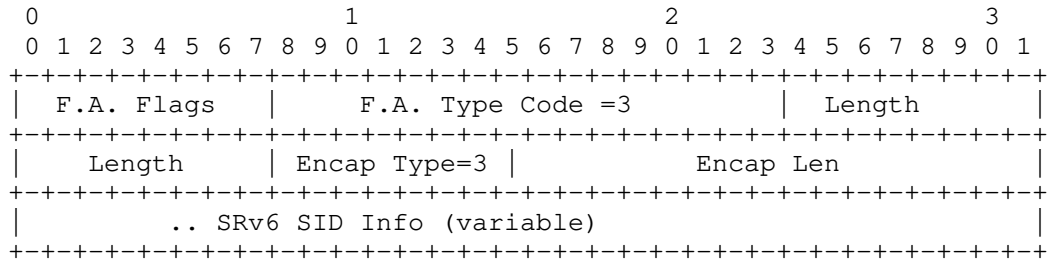 0                   1                   2                   3
 0 1 2 3 4 5 6 7 8 9 0 1 2 3 4 5 6 7 8 9 0 1 2 3 4 5 6 7 8 9 0 1
+-+-+-+-+-+-+-+-+-+-+-+-+-+-+-+-+-+-+-+-+-+-+-+-+-+-+-+-+-+-+-+-+
|  F.A. Flags   |     F.A. Type Code =3         |  Length       |
+-+-+-+-+-+-+-+-+-+-+-+-+-+-+-+-+-+-+-+-+-+-+-+-+-+-+-+-+-+-+-+-+
|    Length     | Encap Type=3 |           Encap Len            |
+-+-+-+-+-+-+-+-+-+-+-+-+-+-+-+-+-+-+-+-+-+-+-+-+-+-+-+-+-+-+-+-+
|         .. SRv6 SID Info (variable)                           |
+-+-+-+-+-+-+-+-+-+-+-+-+-+-+-+-+-+-+-+-+-+-+-+-+-+-+-+-+-+-+-+-+